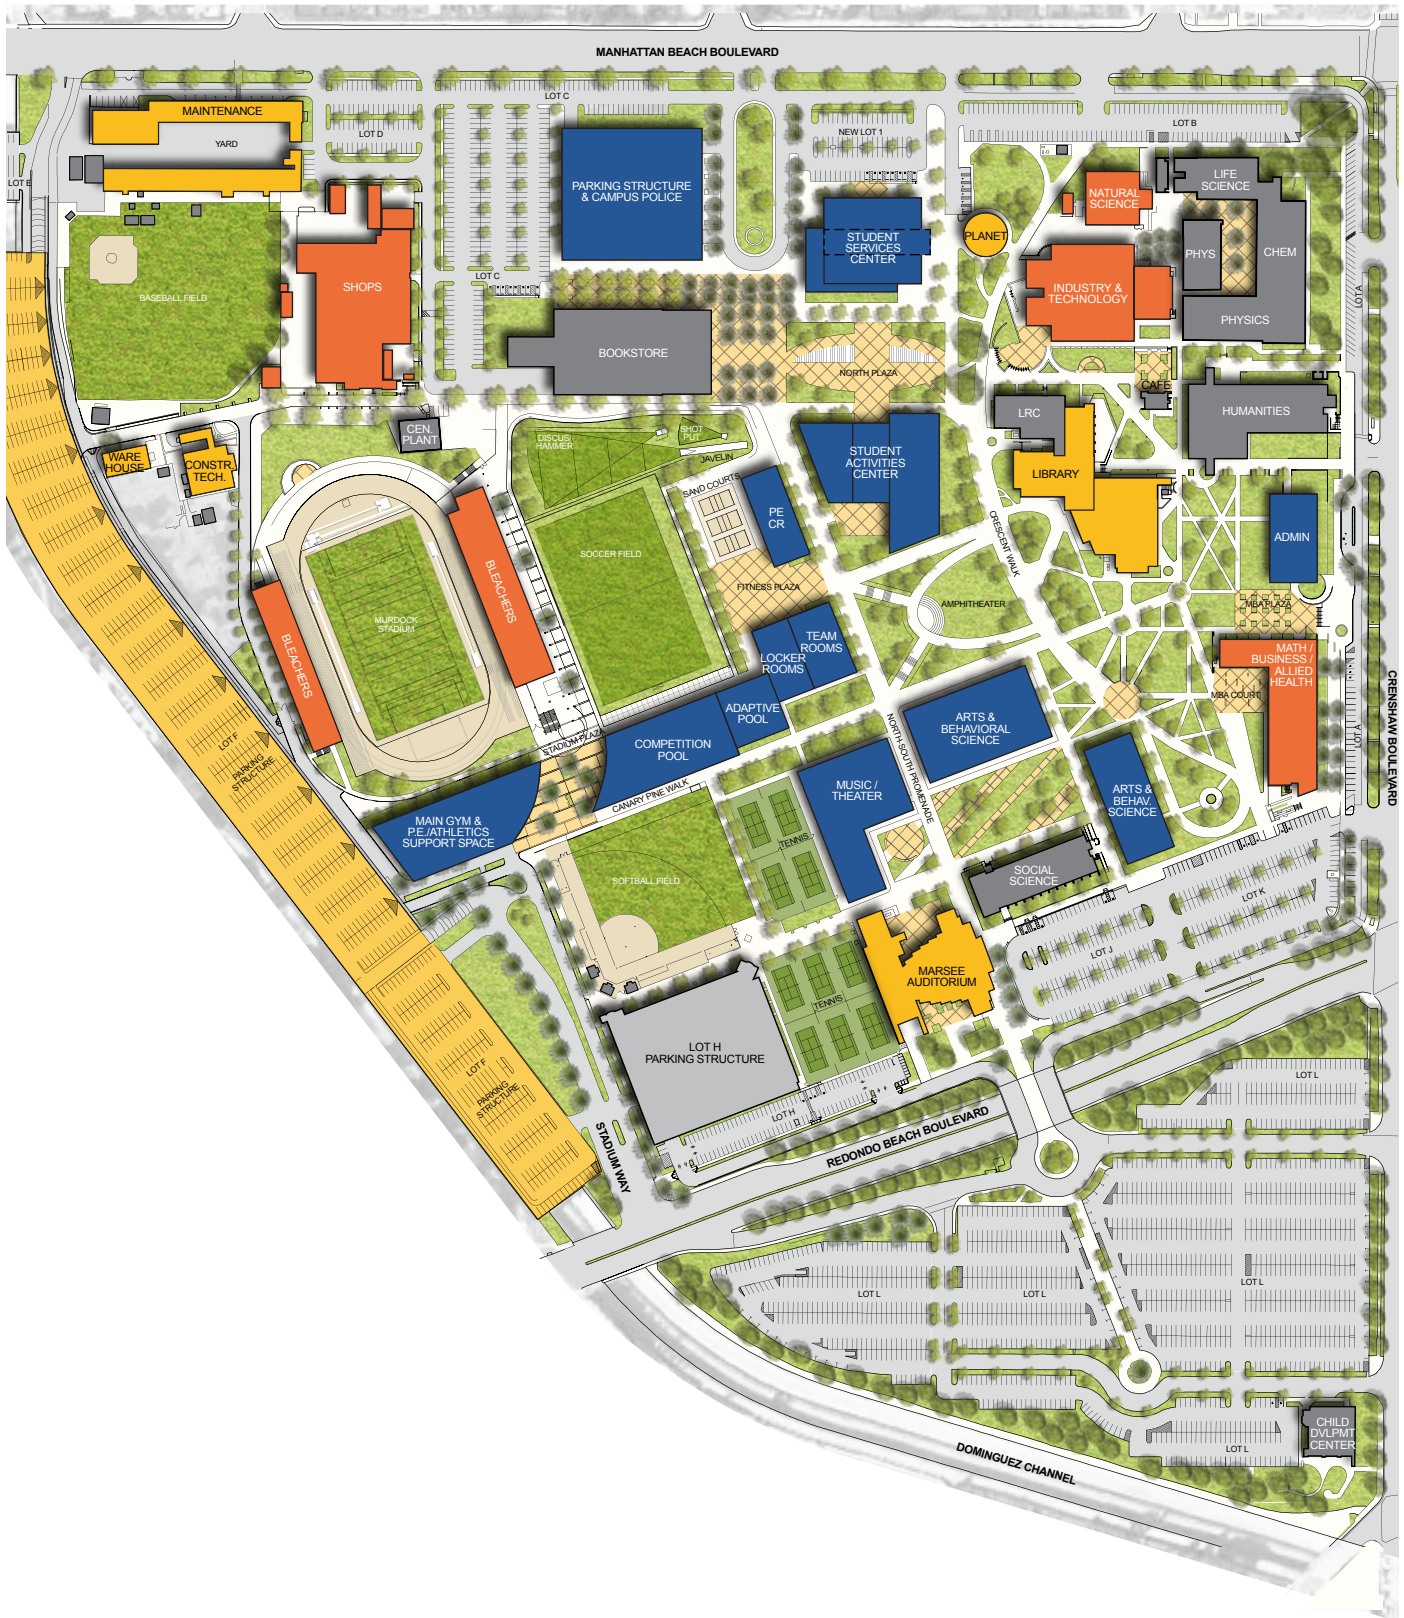 MANHATTAN BEACH BOULEVARD
MAINTENANCE
YARD
LOT E
LOT D
LOT C
PARKING STRUCTURE
& CAMPUS POLICE
NEW LOT 1
LOT B
NATURAL
SCIENCE
LIFE
SCIENCE
PLANET
STUDENT
SERVICES
CENTER
PHYS
CHEM
BASEBALL FIELD
SHOPS
LOT C
INDUSTRY &
TECHNOLOGY
LOT A
PHYSICS
BOOKSTORE
NORTH PLAZA
CAFE
LRC
HUMANITIES
CEN.
PLANT
DISCUS/
HAMMER
SHOT
PUT
JAVELIN
WARE
HOUSE
CONSTR.
TECH.
STUDENT
ACTIVITIES
CENTER
LIBRARY
SAND COURTS
PE
CR
CRESCENT WALK
ADMIN
SOCCER FIELD
BLEACHERS
FITNESS PLAZA
AMPHITHEATER
MBA PLAZA
MURDOCK
STADIUM
BLEACHERS
TEAM
ROOMS
LOCKER
ROOMS
MATH /
BUSINESS /
ALLIED
HEALTH
MBA COURT
CRENSHAW BOULEVARD
LOT A
ADAPTIVE
POOL
COMPETITION
POOL
STADIUM PLAZA
ARTS &
BEHAVIORAL
SCIENCE
NORTH-SOUTH PROMENADE
LOT F
PARKING
STRUCTURE
CANARY PINE WALK
MUSIC /
THEATER
ARTS &
BEHAV.
SCIENCE
MAIN GYM &
P.E./ATHLETICS
SUPPORT SPACE
TENNIS
SOFTBALL FIELD
SOCIAL
SCIENCE
LOT K
LOT J
MARSEE
AUDITORIUM
TENNIS
LOT H
PARKING STRUCTURE
LOT F
PARKING
STRUCTURE
LOT H
LOT L
STADIUM WAY
REDONDO BEACH BOULEVARD
LOT L
LOT L
LOT L
CHILD
DVLPMT
CENTER
LOT L
DOMINGUEZ CHANNEL